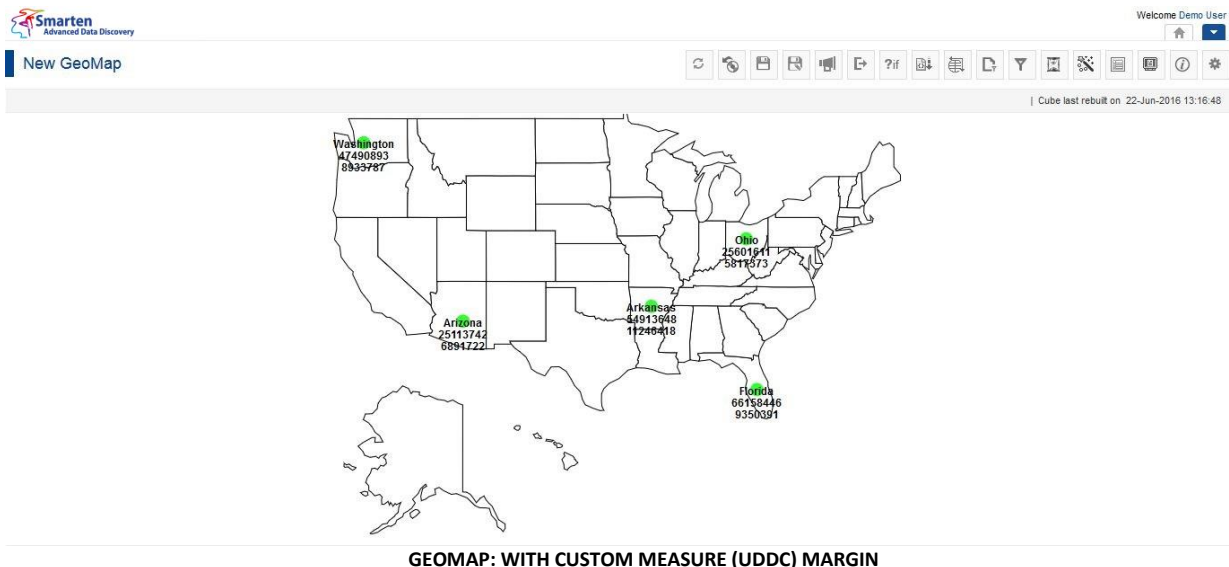 Smarten
Advanced Data Discovery
Welcome Demo User
New GeoMap
?if
| Cube last rebuilt on 22-Jun-2016 13:16:48
Washington
47490893
8933787
Ohio
25601611
5817373
Arkansas
54913648
11246418
Arizona
25113742
6891722
Florida
66158446
9350391
GEOMAP: WITH CUSTOM MEASURE (UDDC) MARGIN